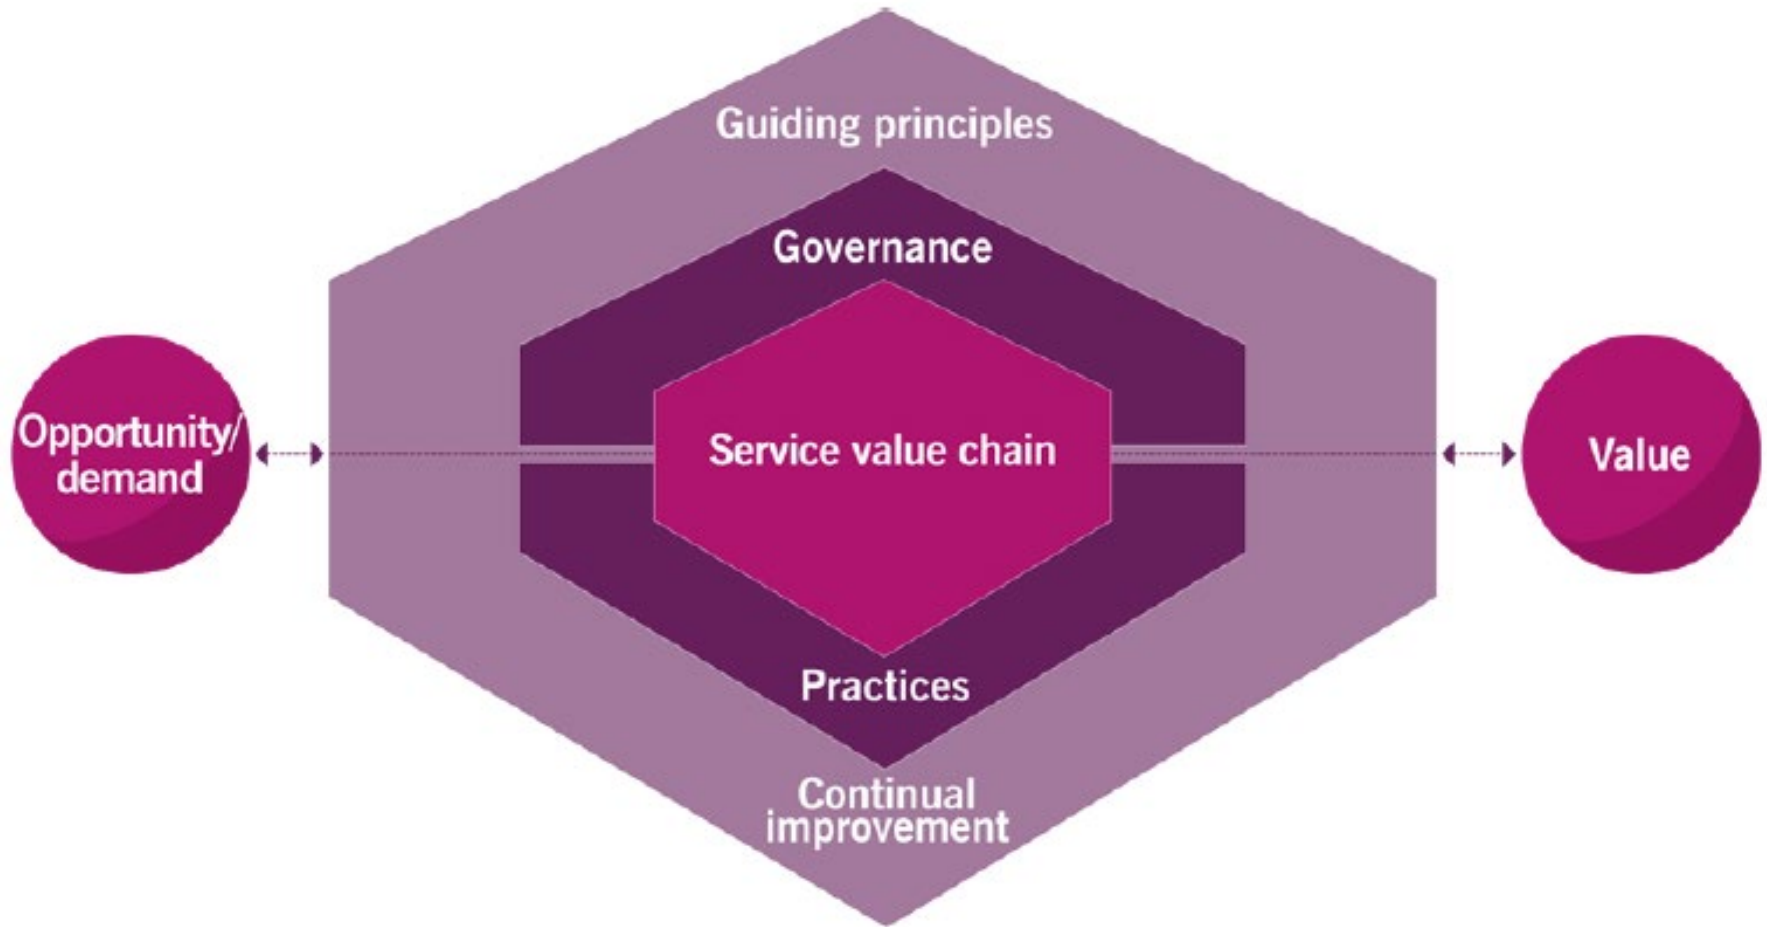 Guiding principles
Governance
Opportunity/
demand
Service value chain
Value
Practices
Continual
improvement